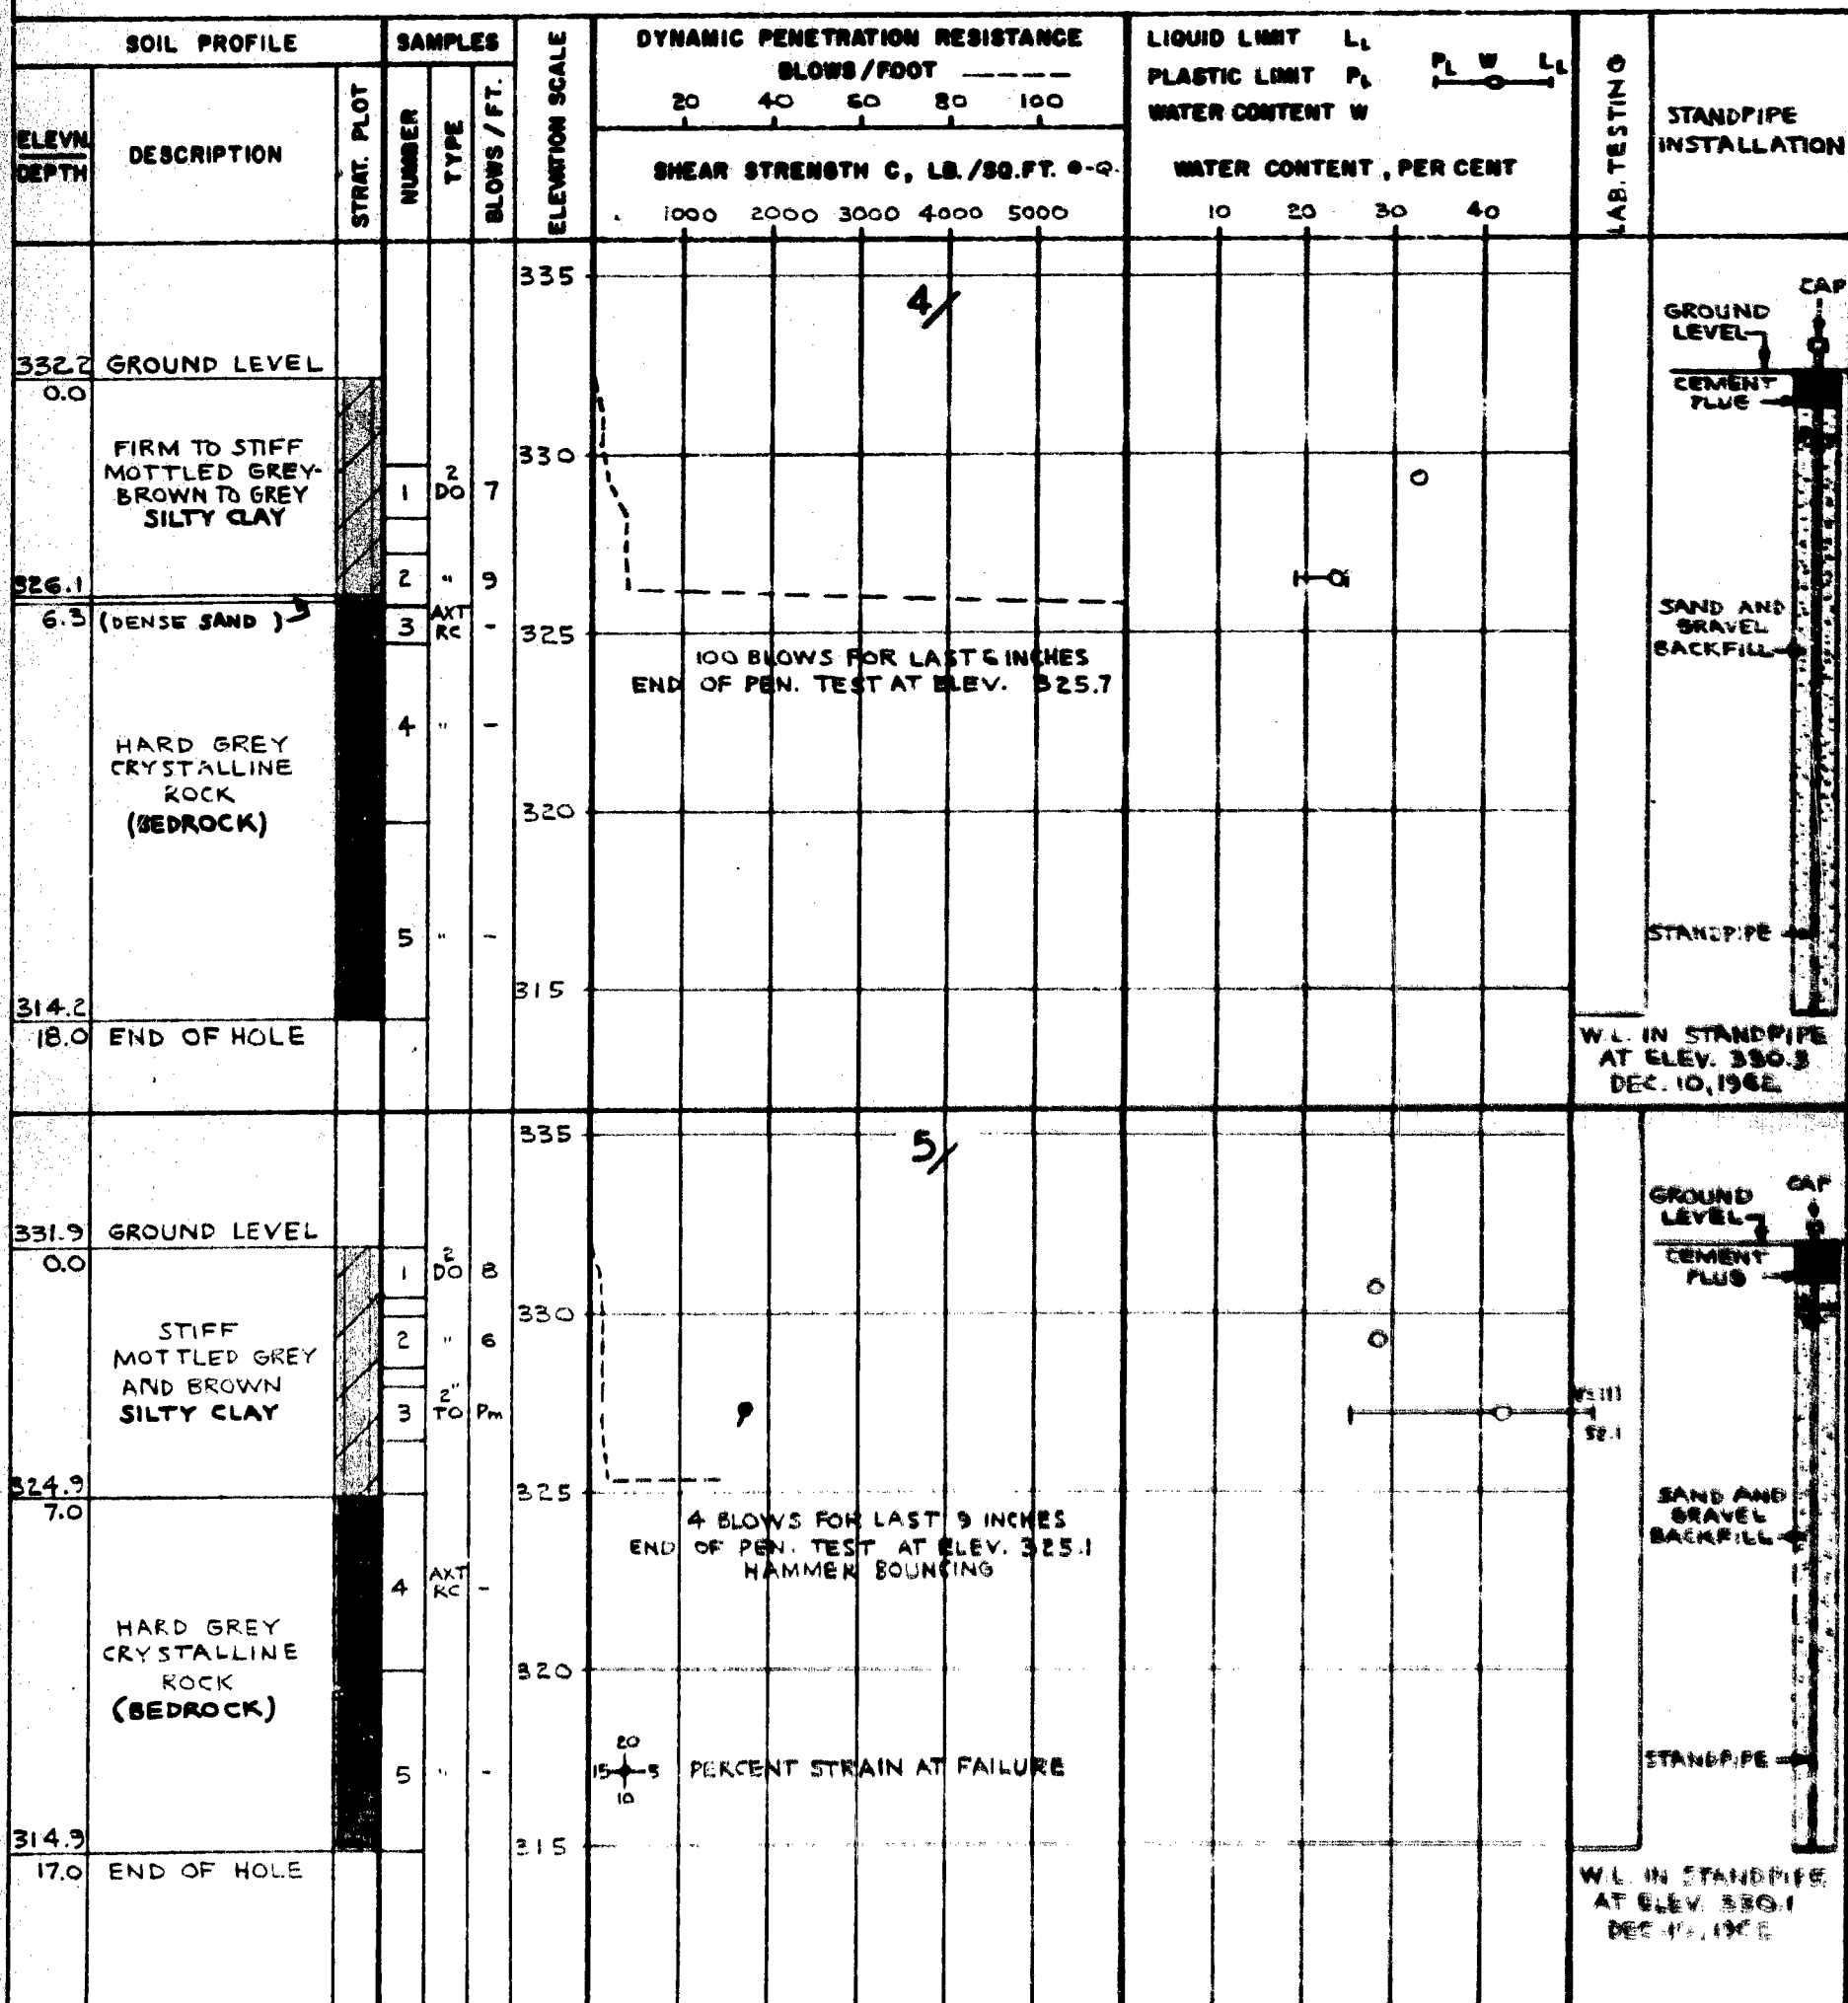 SOIL PROFILE
SAMPLES
ELEVATION SCALE
DYNAMIC PENETRATION RESISTANCE
BLOWS/FOOT -----
20 40 60 80 100
SHEAR STRENGTH C, LB./SQ.FT.
1000 2000 3000 4000 5000
LIQUID LIMIT LL
PLASTIC LIMIT PL
WATER CONTENT W
PL W LL
WATER CONTENT, PER CENT
10 20 30 40
LAB. TESTING
STANDPIPE
INSTALLATION
ELEVN.
DEPTH
DESCRIPTION
STRAT. PLOT
NUMBER
TYPE
BLOWS / FT.
4/
335
330
325
320
315
332.2 GROUND LEVEL
0.0
FIRM TO STIFF
MOTTLED GREY-
BROWN TO GREY
SILTY CLAY
1 2 DO 7
2 " 9
326.1
6.3 (DENSE SAND)
3 AXT RC -
100 BLOWS FOR LAST 6 INCHES
END OF PEN. TEST AT ELEV. 325.7
4 " -
HARD GREY
CRYSTALLINE
ROCK
(BEDROCK)
5 " -
314.2
18.0 END OF HOLE
CAP
GROUND
LEVEL
CEMENT
PLUG
SAND AND
GRAVEL
BACKFILL
STANDPIPE
W.L. IN STANDPIPE
AT ELEV. 330.3
DEC. 10, 1962
5/
335
330
325
320
315
331.9 GROUND LEVEL
0.0
1 2 DO 8
2 " 6
STIFF
MOTTLED GREY
AND BROWN
SILTY CLAY
3 2" TO Pm
52.1
324.9
7.0
4 BLOWS FOR LAST 9 INCHES
END OF PEN. TEST AT ELEV. 325.1
HAMMER BOUNCING
4 AXT RC -
HARD GREY
CRYSTALLINE
ROCK
(BEDROCK)
20
15 5 PERCENT STRAIN AT FAILURE
10
5 " -
314.9
17.0 END OF HOLE
CAP
GROUND
LEVEL
CEMENT
PLUG
SAND AND
GRAVEL
BACKFILL
STANDPIPE
W.L. IN STANDPIPE
AT ELEV. 330.1
DEC.